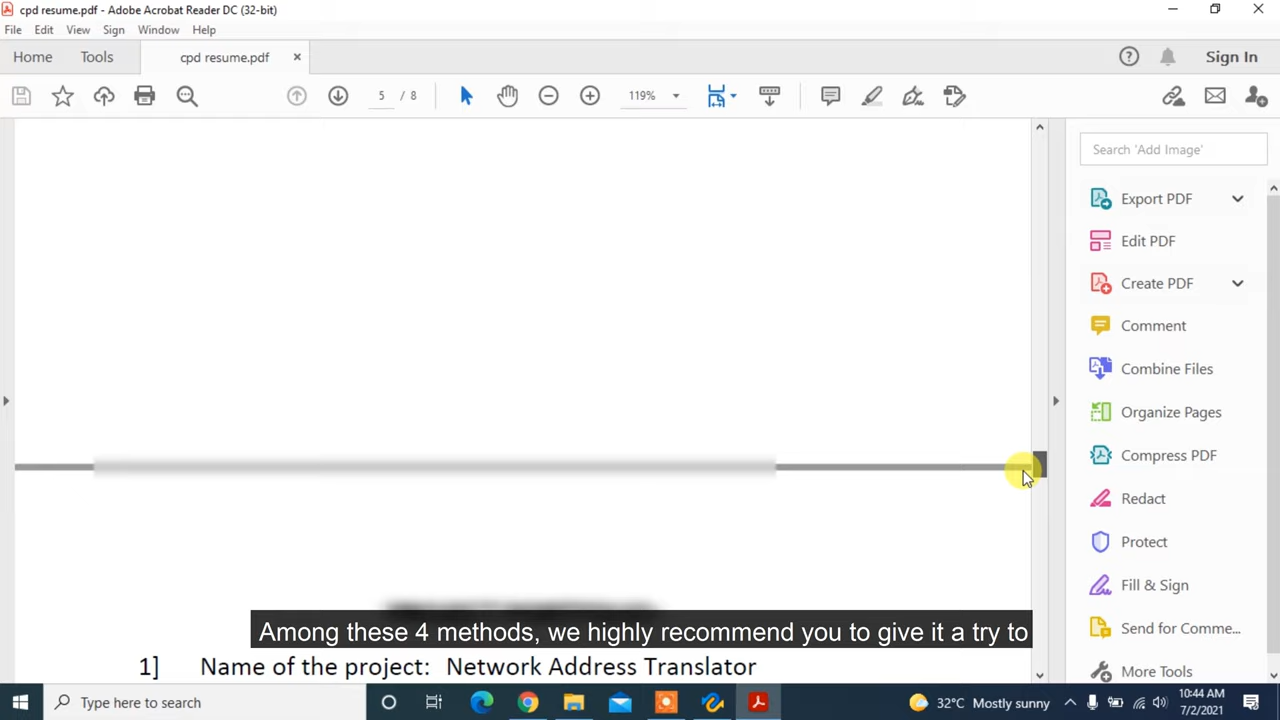 cpd resume.pdf - Adobe Acrobat Reader DC (32-bit)
File Edit View Sign Window Help
Home Tools cpd resume.pdf × Sign In
5 / 8 119%
Search 'Add Image'
Export PDF
Edit PDF
Create PDF
Comment
Combine Files
Organize Pages
Compress PDF
Redact
Protect
Fill & Sign
Send for Comme...
More Tools
Among these 4 methods, we highly recommend you to give it a try to
1] Name of the project: Network Address Translator
Type here to search
32°C Mostly sunny
10:44 AM
7/2/2021